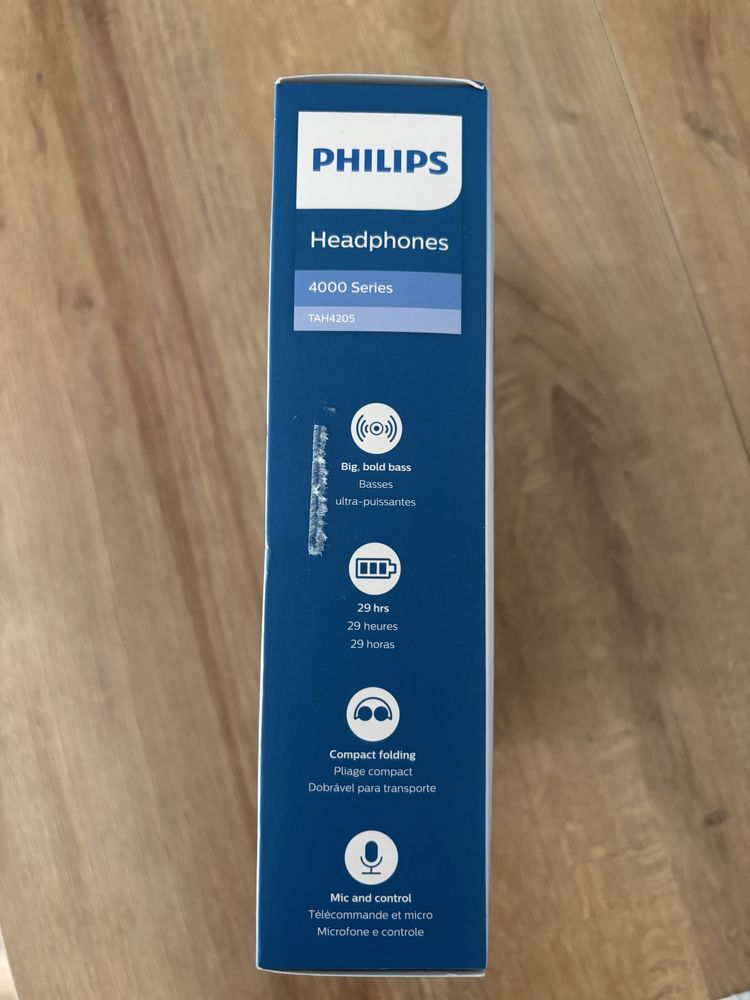 PHILIPS
Headphones
4000 Series
TAH4205
Big, bold bass
Basses
ultra-puissantes
29 hrs
29 heures
29 horas
Compact folding
Pliage compact
Dobrável para transporte
Mic and control
Télécommande et micro
Microfone e controle